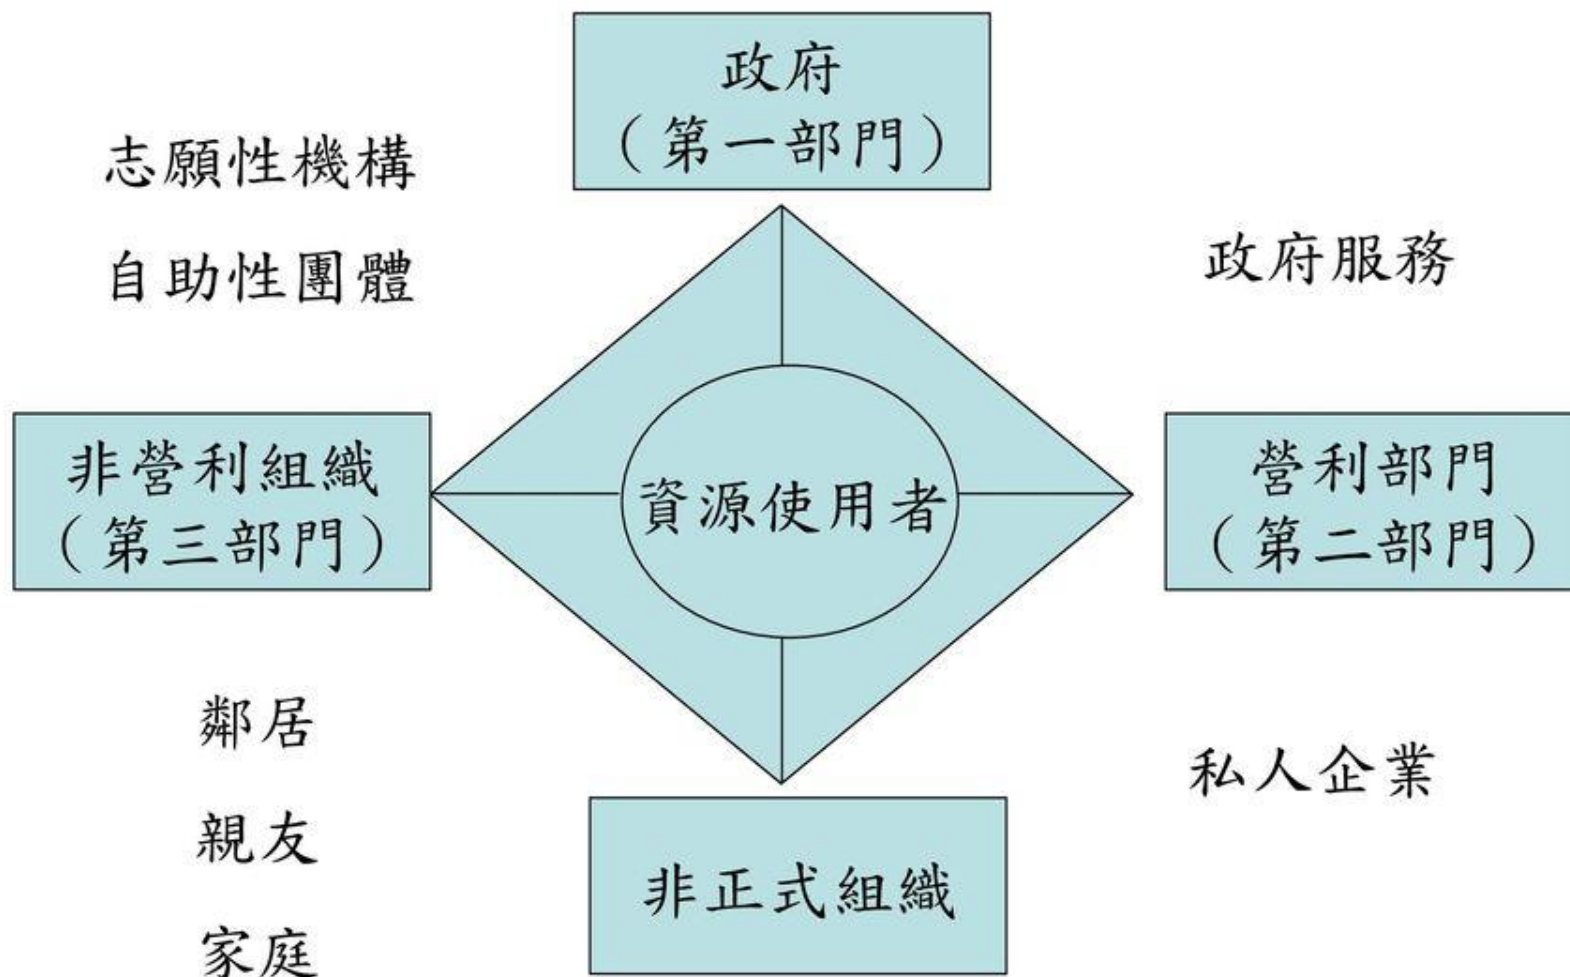 政府
（第一部門）
志願性機構
自助性團體
政府服務
非營利組織
（第三部門）
資源使用者
營利部門
（第二部門）
鄰居
親友
家庭
私人企業
非正式組織